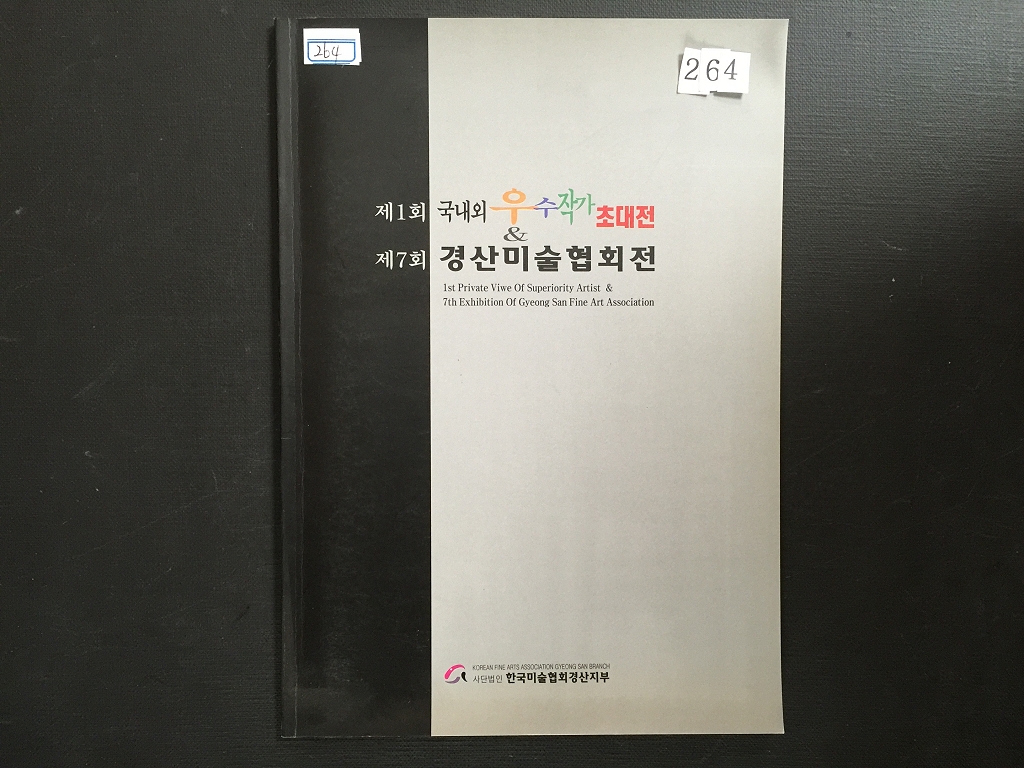 264
264
제1회 국내외 우수작가 초대전
&
제7회 경산미술협회전
1st Private Viwe Of Superiority Artist &
7th Exhibition Of Gyeong San Fine Art Association
KOREAN FINE ARTS ASSOCIATION GYEONG SAN BRANCH
사단법인 한국미술협회경산지부